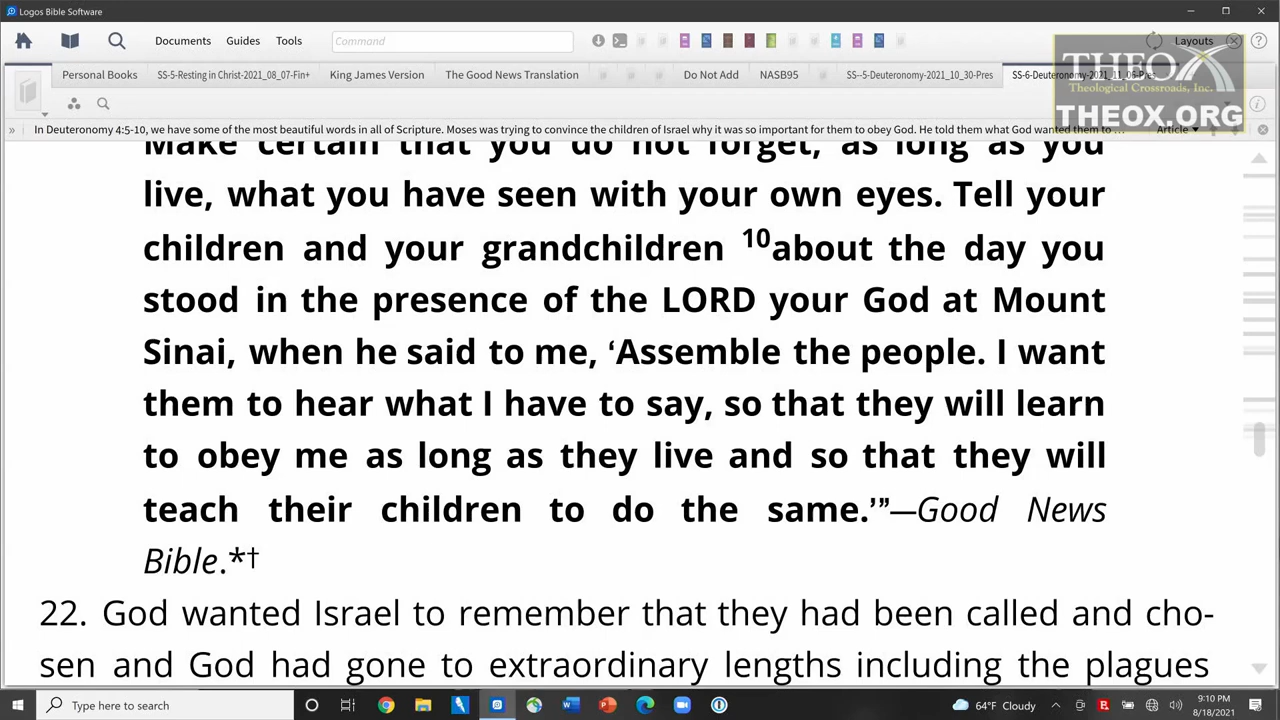 Logos Bible Software
Documents Guides Tools Command Layouts
Personal Books SS-5-Resting in Christ-2021_08_07-Fin+ King James Version The Good News Translation Do Not Add NASB95 SS--5-Deuteronomy-2021_10_30-Pres SS-6-Deuteronomy-2021_11_06-Pres
THEOX
Theological Crossroads, Inc.
THEOX.ORG
» In Deuteronomy 4:5-10, we have some of the most beautiful words in all of Scripture. Moses was trying to convince the children of Israel why it was so important for them to obey God. He told them what God wanted them to … Article
Make certain that you do not forget, as long as you
live, what you have seen with your own eyes. Tell your
children and your grandchildren 10about the day you
stood in the presence of the LORD your God at Mount
Sinai, when he said to me, ‘Assemble the people. I want
them to hear what I have to say, so that they will learn
to obey me as long as they live and so that they will
teach their children to do the same.’”—Good News
Bible.*†
22. God wanted Israel to remember that they had been called and cho-
sen and God had gone to extraordinary lengths including the plagues
Type here to search 64°F Cloudy 9:10 PM
8/18/2021